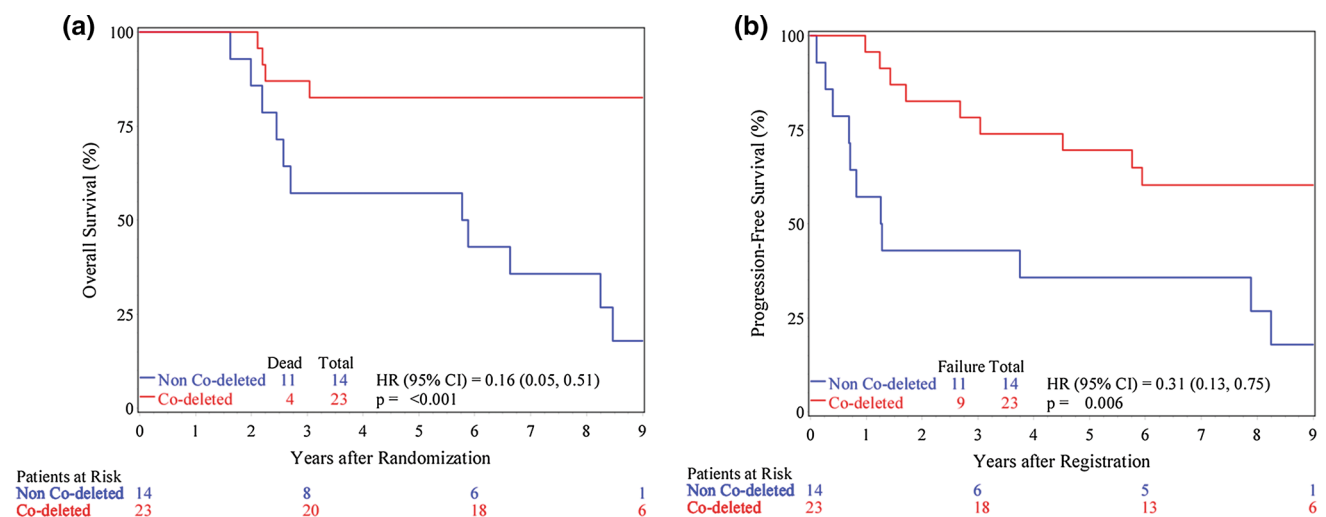 (a)
Overall Survival (%)
100
75
50
25
0
Dead Total
Non Co-deleted 11 14
Co-deleted 4 23
HR (95% CI) = 0.16 (0.05, 0.51)
p = <0.001
0 1 2 3 4 5 6 7 8 9
Years after Randomization
Patients at Risk
Non Co-deleted 14 8 6 1
Co-deleted 23 20 18 6
(b)
Progression-Free Survival (%)
100
75
50
25
0
Failure Total
Non Co-deleted 11 14
Co-deleted 9 23
HR (95% CI) = 0.31 (0.13, 0.75)
p = 0.006
0 1 2 3 4 5 6 7 8 9
Years after Registration
Patients at Risk
Non Co-deleted 14 6 5 1
Co-deleted 23 18 13 6